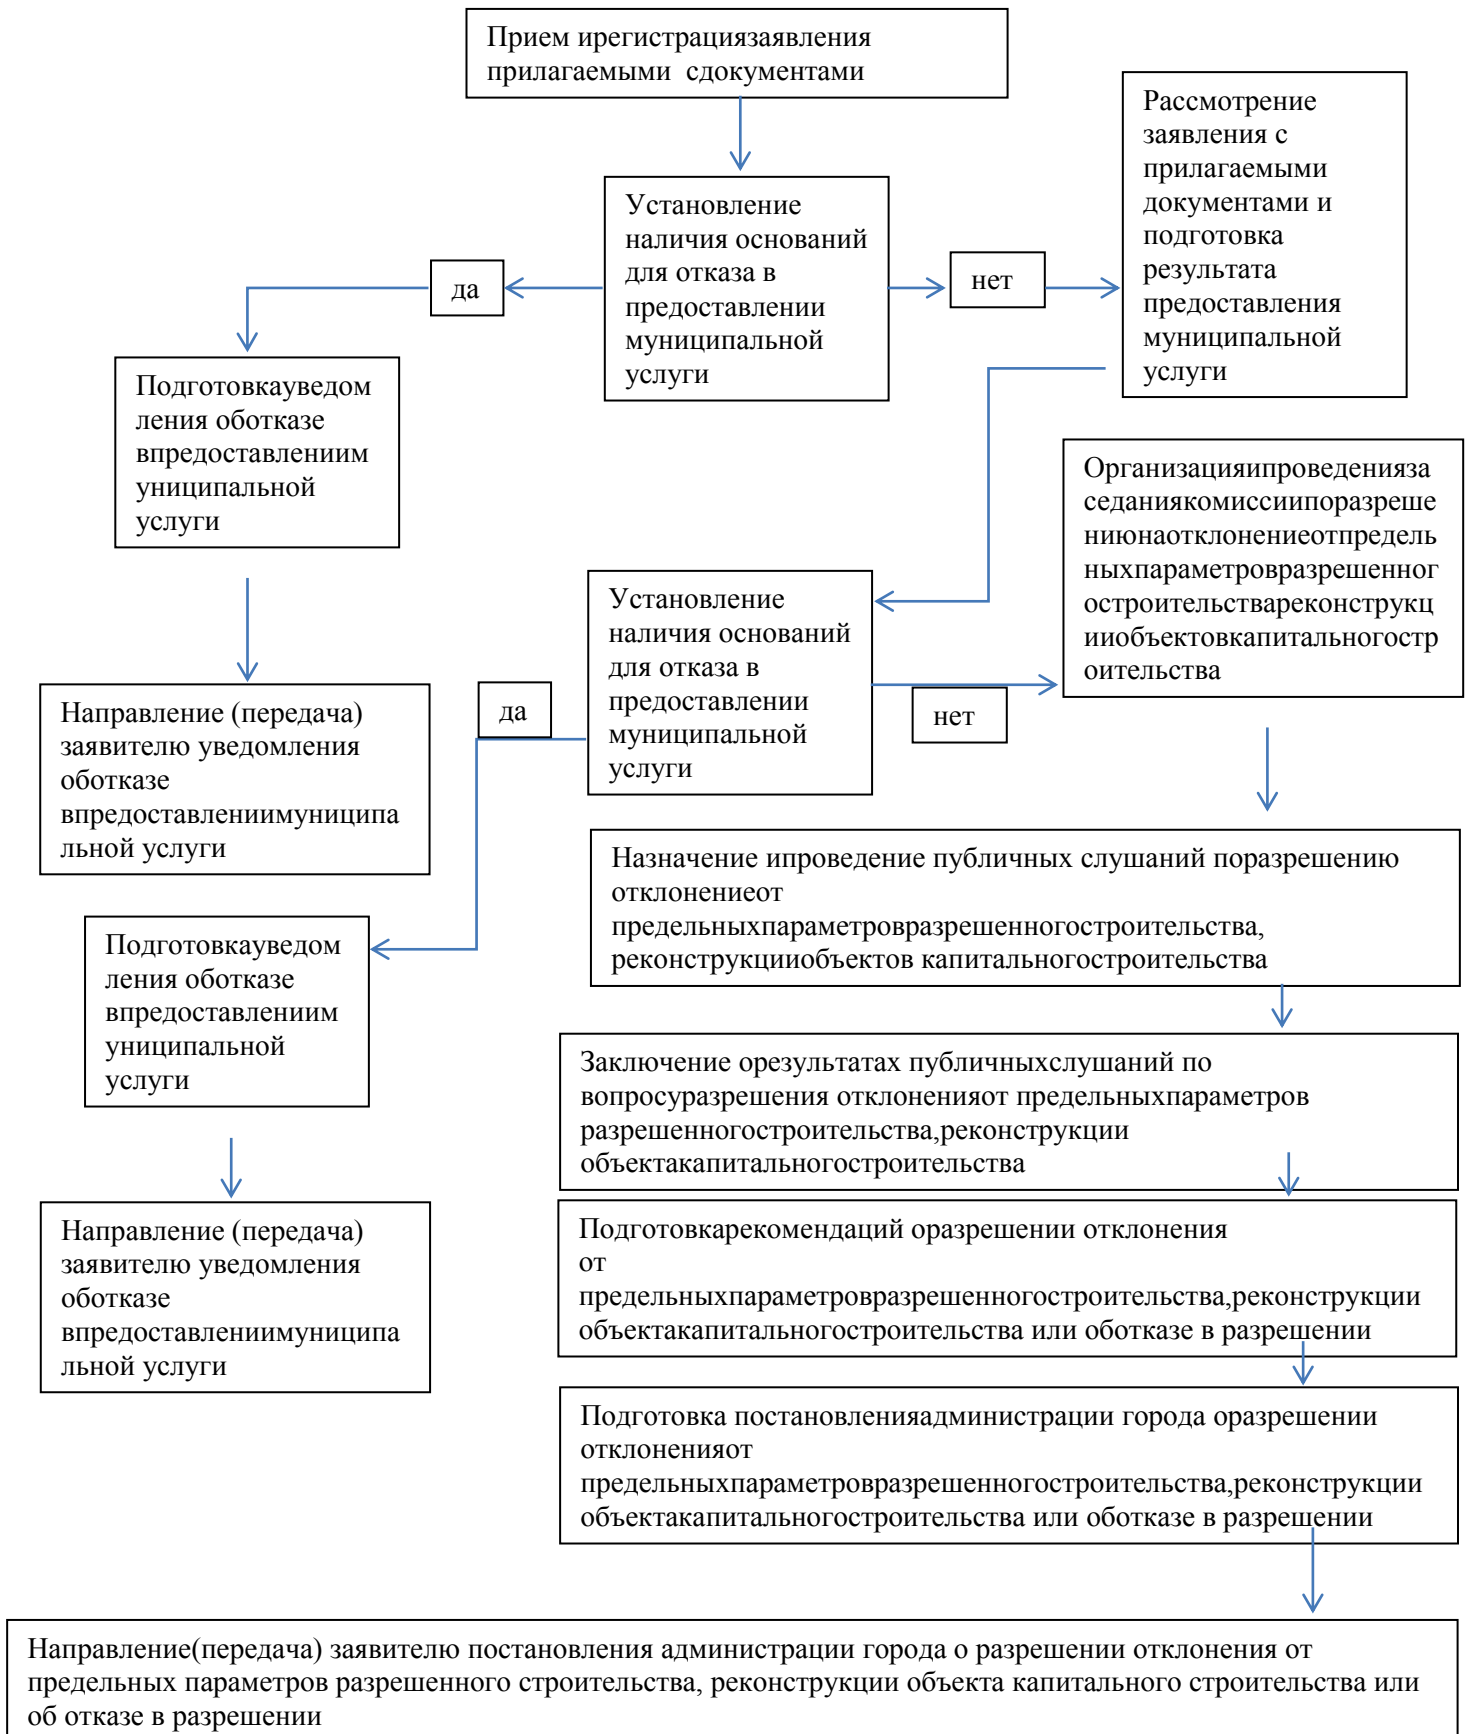 Прием ирегистрациязаявления
прилагаемыми сдокументами
Рассмотрение
заявления с
прилагаемыми
документами и
подготовка
результата
предоставления
муниципальной
услуги
Установление
наличия оснований
для отказа в
предоставлении
муниципальной
услуги
да
нет
Подготовкауведом
ления оботказе
впредоставлениим
униципальной
услуги
Организацияипроведенияза
седаниякомиссиипоразреше
ниюнаотклонениеотпредель
ныхпараметровразрешенног
остроительствареконструкц
ииобъектовкапитальногостр
оительства
Установление
наличия оснований
для отказа в
предоставлении
муниципальной
услуги
да
нет
Направление (передача)
заявителю уведомления
оботказе
впредоставлениимуниципа
льной услуги
Назначение ипроведение публичных слушаний поразрешению
отклонениеот
предельныхпараметровразрешенногостроительства,
реконструкцииобъектов капитальногостроительства
Подготовкауведом
ления оботказе
впредоставлениим
униципальной
услуги
Заключение орезультатах публичныхслушаний по
вопросуразрешения отклоненияот предельныхпараметров
разрешенногостроительства,реконструкции
объектакапитальногостроительства
Направление (передача)
заявителю уведомления
оботказе
впредоставлениимуниципа
льной услуги
Подготовкарекомендаций оразрешении отклонения
от
предельныхпараметровразрешенногостроительства,реконструкции
объектакапитальногостроительства или оботказе в разрешении
Подготовка постановленияадминистрации города оразрешении
отклоненияот
предельныхпараметровразрешенногостроительства,реконструкции
объектакапитальногостроительства или оботказе в разрешении
Направление(передача) заявителю постановления администрации города о разрешении отклонения от
предельных параметров разрешенного строительства, реконструкции объекта капитального строительства или
об отказе в разрешении